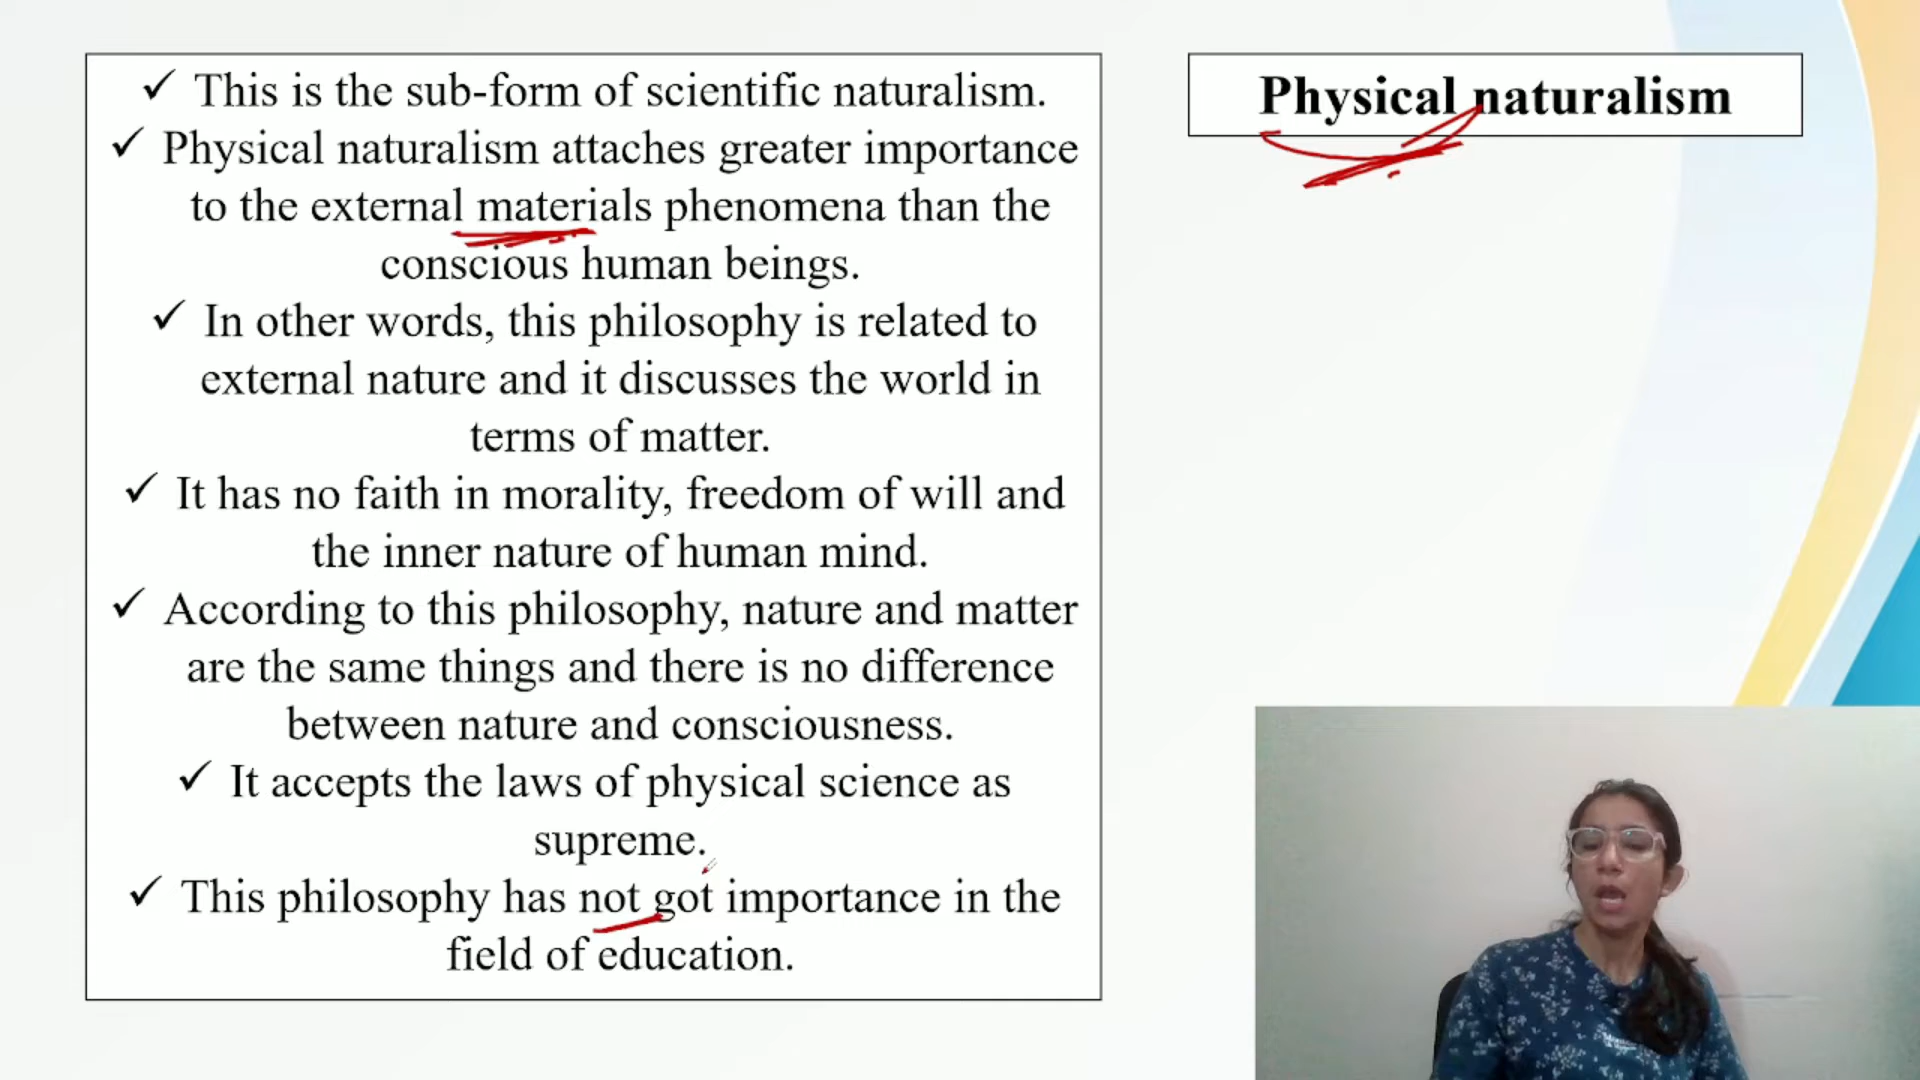 ✓ This is the sub-form of scientific naturalism.
✓ Physical naturalism attaches greater importance
to the external materials phenomena than the
conscious human beings.
✓ In other words, this philosophy is related to
external nature and it discusses the world in
terms of matter.
✓ It has no faith in morality, freedom of will and
the inner nature of human mind.
✓ According to this philosophy, nature and matter
are the same things and there is no difference
between nature and consciousness.
✓ It accepts the laws of physical science as
supreme.
✓ This philosophy has not got importance in the
field of education.
Physical naturalism